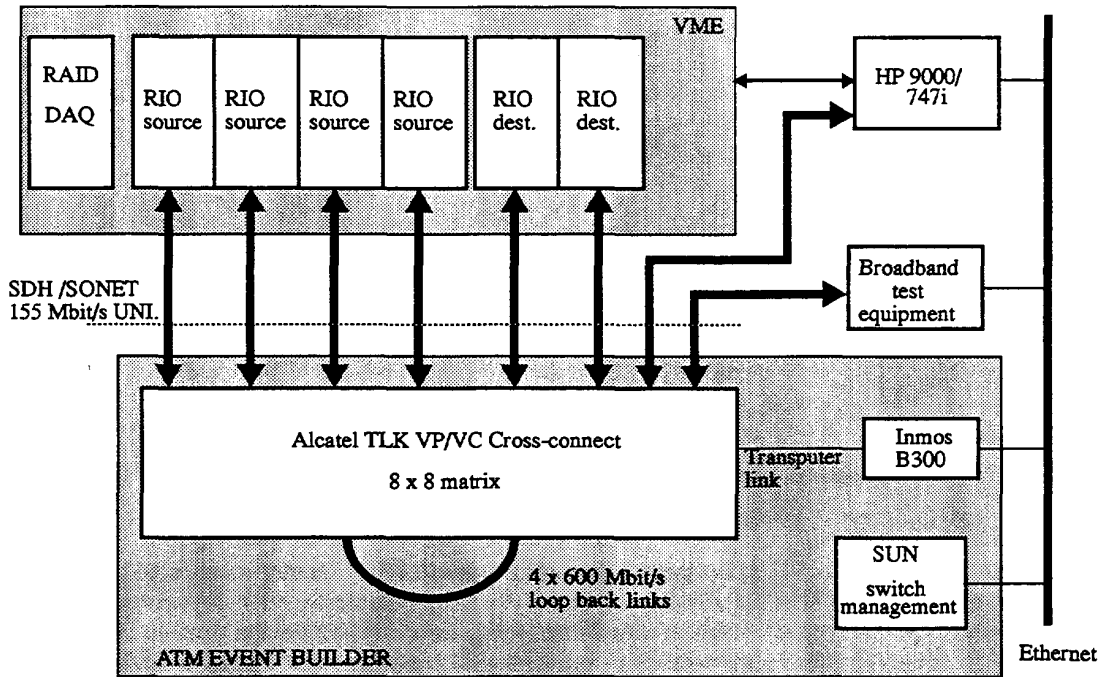 VME
RAID
DAQ
RIO
source
RIO
source
RIO
source
RIO
source
RIO
dest.
RIO
dest.
HP 9000/
747i
SDH /SONET
155 Mbit/s UNI.
Broadband
test
equipment
Alcatel TLK VP/VC Cross-connect
8 x 8 matrix
Transputer
link
Inmos
B300
4 x 600 Mbit/s
loop back links
SUN
switch
management
ATM EVENT BUILDER
Ethernet